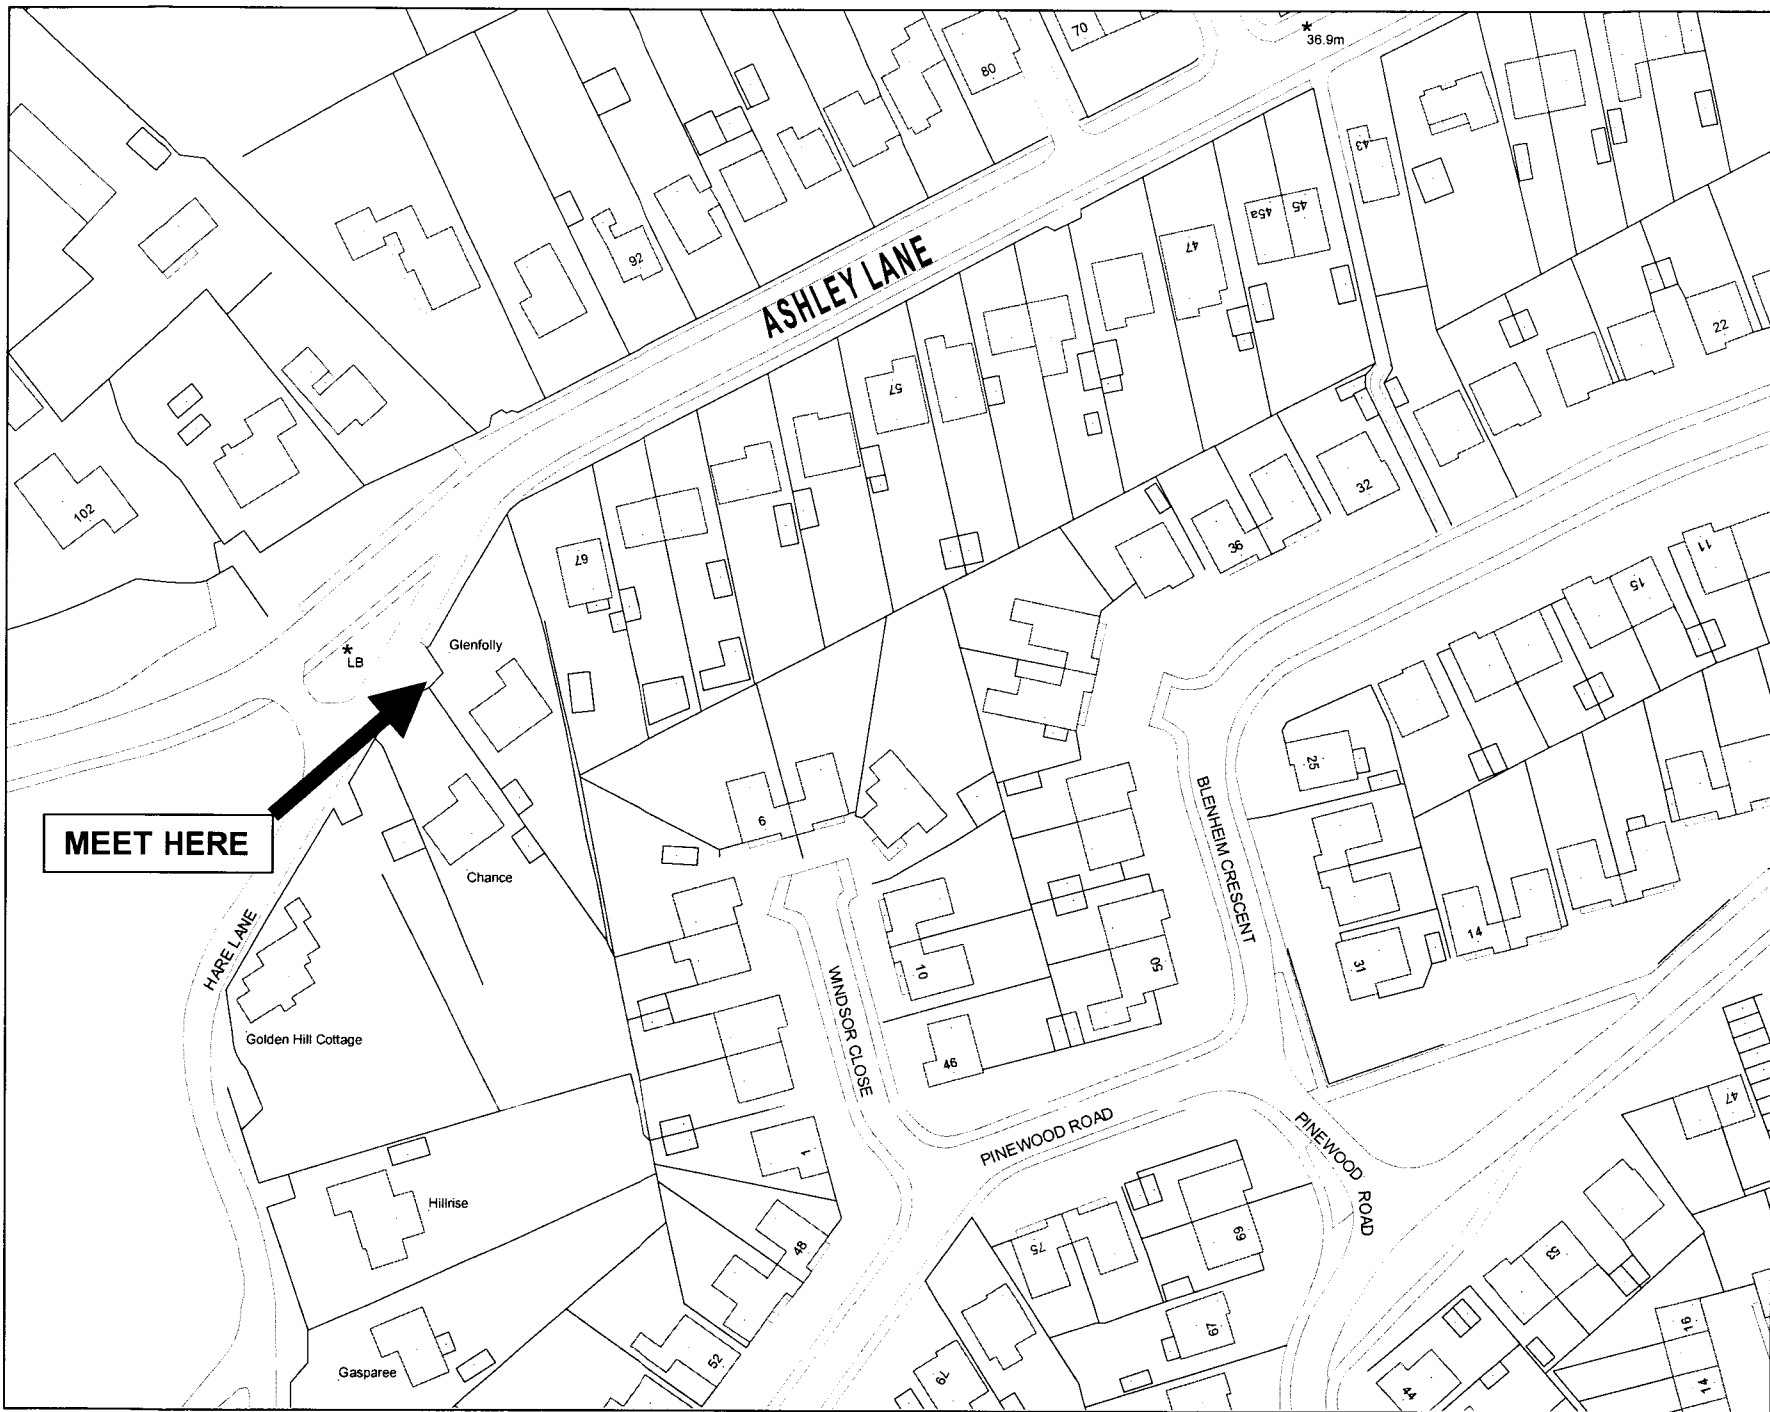 70
36.9m
80
43
92
ASHLEY LANE
45a
45
47
22
57
102
32
67
36
11
15
Glenfolly
LB
25
MEET HERE
6
BLENHEIM CRESCENT
Chance
HARE LANE
14
31
10
50
WINDSOR CLOSE
Golden Hill Cottage
46
47
PINEWOOD ROAD
PINEWOOD ROAD
1
Hillrise
48
75
69
53
67
16
52
Gasparee
79
44
14